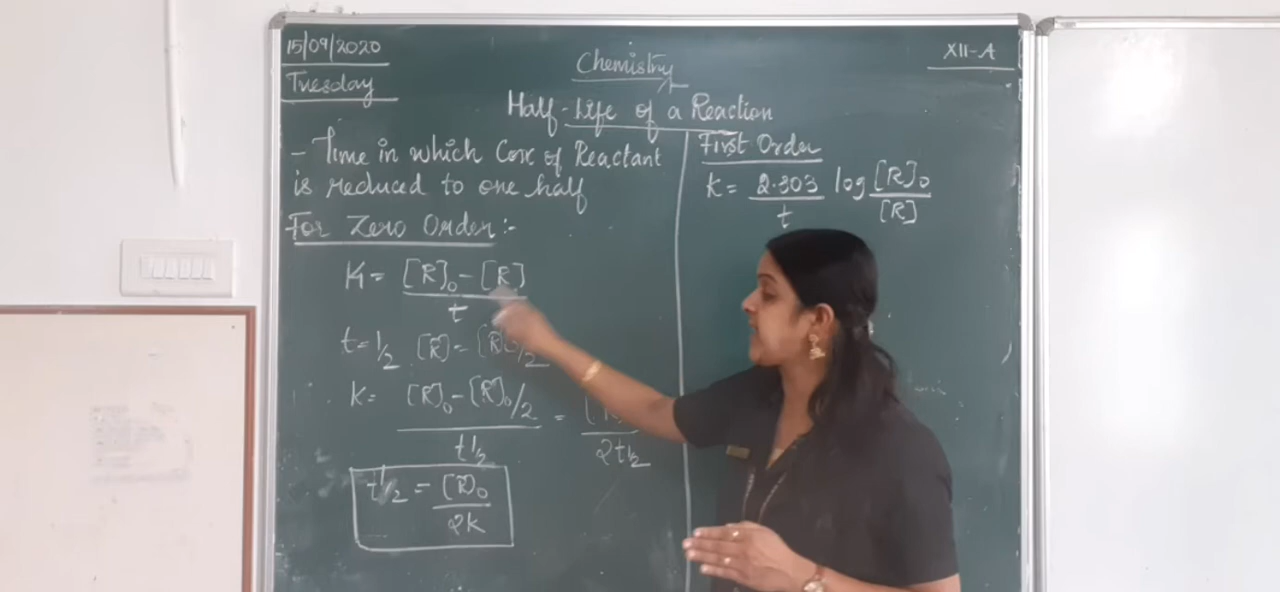 15/09/2020
Tuesday
Chemistry
XII-A
Half-life of a Reaction
- Time in which Conc of Reactant
is reduced to one half
For Zero Order:-
K = [R]₀ - [R] / t
t = 1/2 [R] = [R]₀/2
K = [R]₀ - [R]₀/2 / t1/2 = / 2t1/2
t1/2 = [R]₀ / 2K
First Order
K = 2.303 / t log [R]₀ / [R]